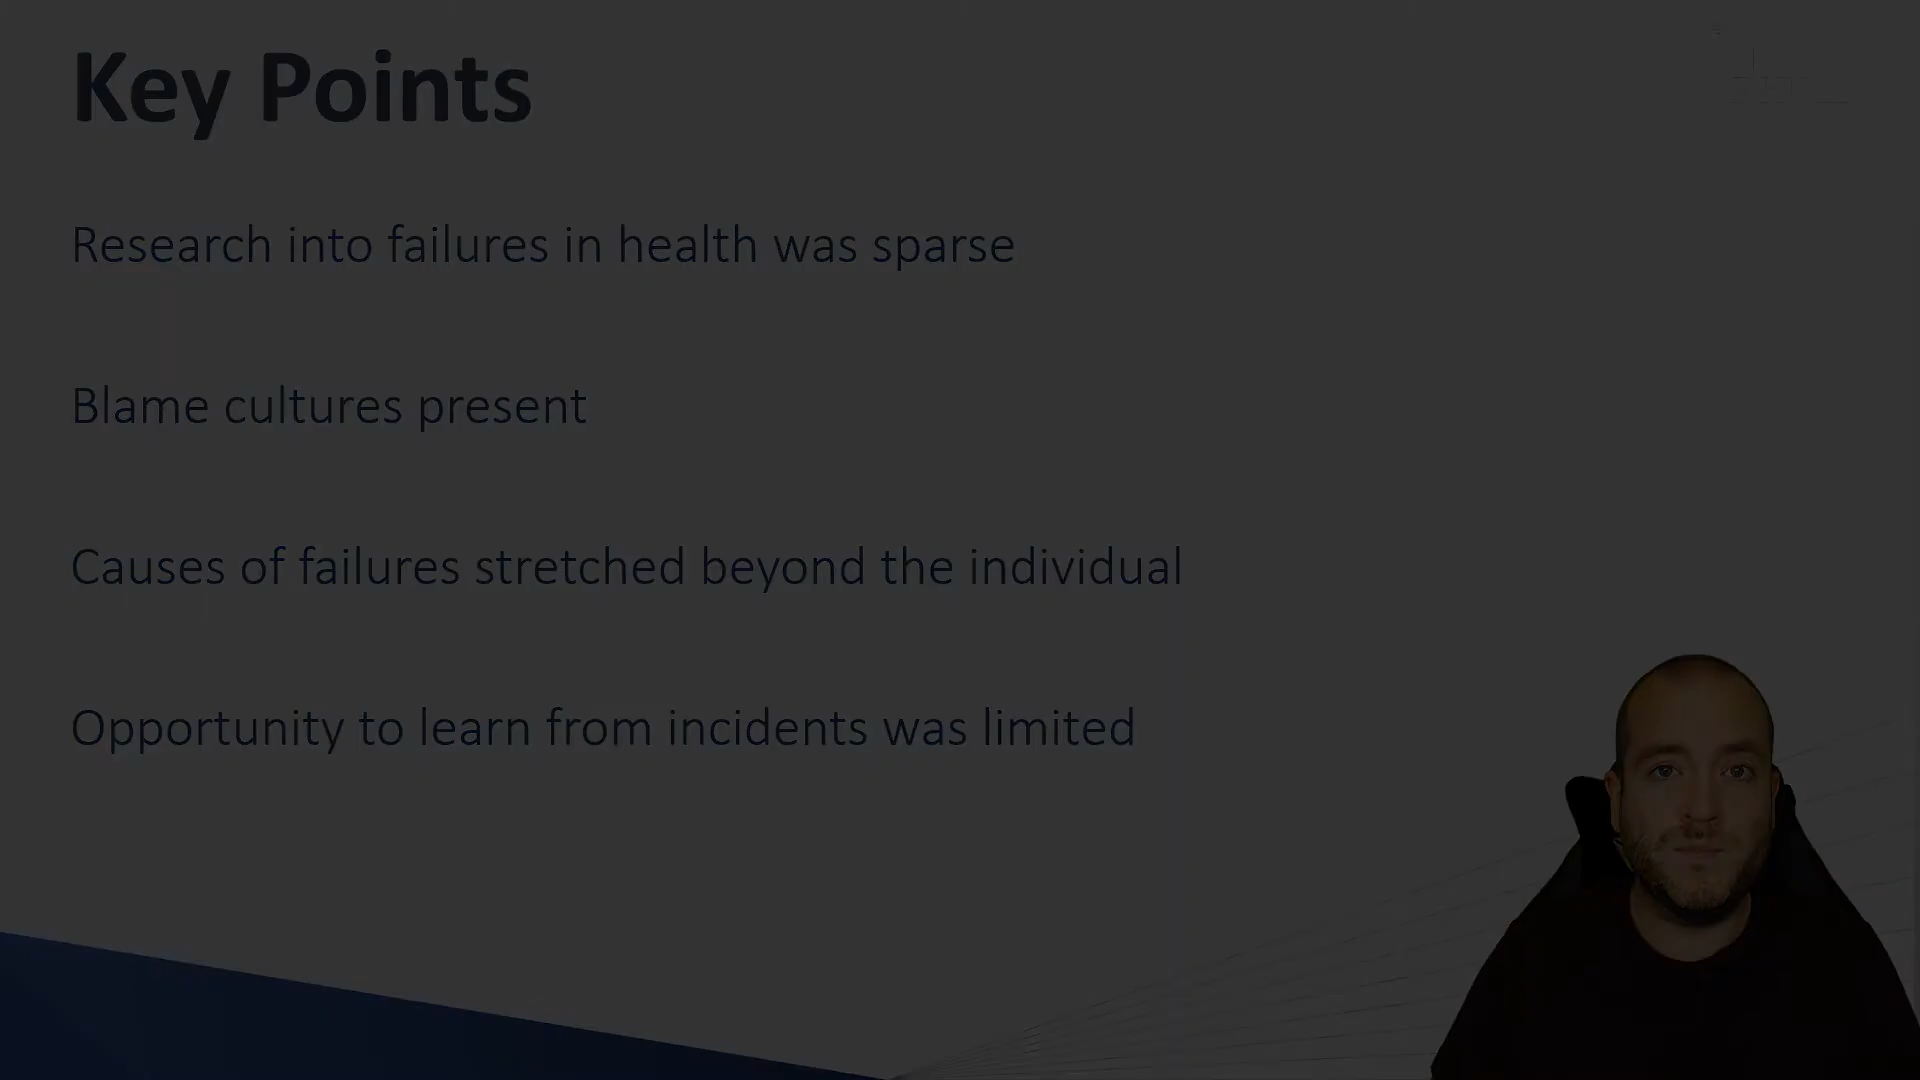 Key Points
Research into failures in health was sparse
Blame cultures present
Causes of failures stretched beyond the individual
Opportunity to learn from incidents was limited